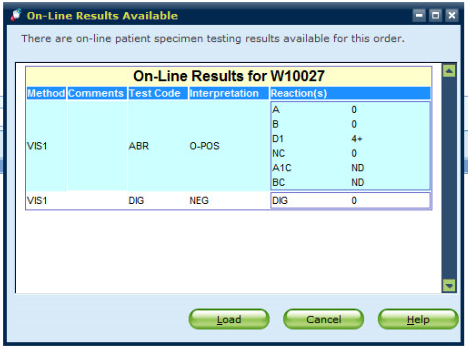 On-Line Results Available
There are on-line patient specimen testing results available for this order.
On-Line Results for W10027
Method Comments Test Code Interpretation Reaction(s)
A 0
B 0
D1 4+
VIS1 ABR O-POS NC 0
A1C ND
BC ND
VIS1 DIG NEG DIG 0
Load Cancel Help